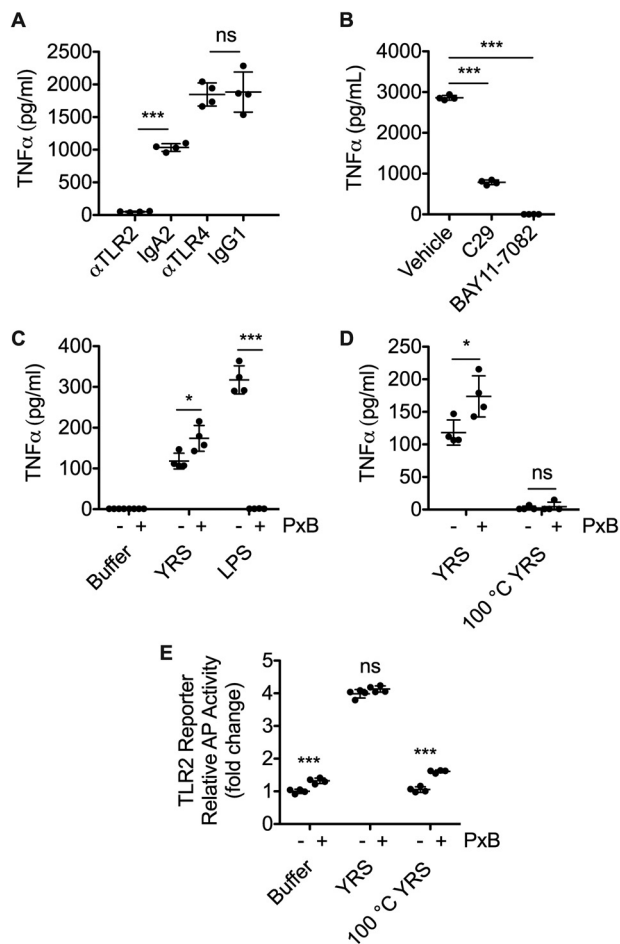 A
TNFα (pg/ml)
2500
2000
1500
1000
500
0
***
ns
αTLR2
IgA2
αTLR4
IgG1
B
TNFα (pg/mL)
4000
3000
2000
1000
0
***
***
Vehicle
C29
BAY11-7082
C
TNFα (pg/ml)
400
300
200
100
0
*
***
- + - + - + PxB
Buffer
YRS
LPS
D
TNFα (pg/ml)
250
200
150
100
50
0
*
ns
- + - + PxB
YRS
100 °C YRS
E
TLR2 Reporter
Relative AP Activity
(fold change)
5
4
3
2
1
0
***
ns
***
- + - + - + PxB
Buffer
YRS
100 °C YRS